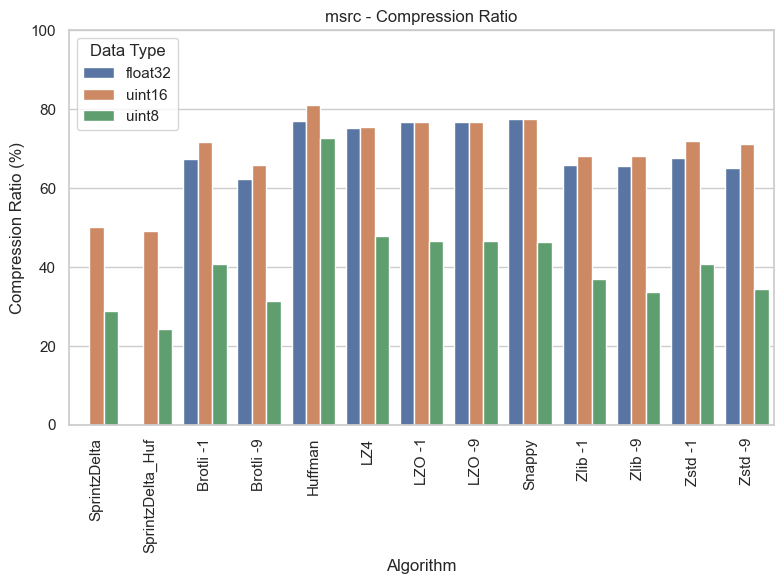 msrc - Compression Ratio
Data Type
float32
uint16
uint8
Compression Ratio (%)
100
80
60
40
20
0
SprintzDelta
SprintzDelta_Huf
Brotli -1
Brotli -9
Huffman
LZ4
LZO -1
LZO -9
Snappy
Zlib -1
Zlib -9
Zstd -1
Zstd -9
Algorithm